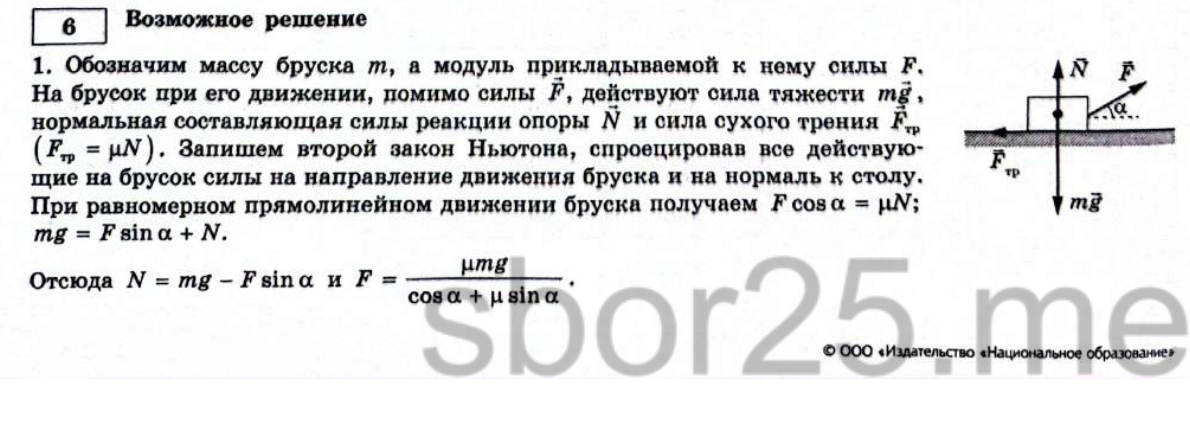 6 Возможное решение
1. Обозначим массу бруска m, а модуль прикладываемой к нему силы F.
На брусок при его движении, помимо силы F⃗, действуют сила тяжести mg⃗,
нормальная составляющая силы реакции опоры N⃗ и сила сухого трения F⃗тр
(Fтр = μN). Запишем второй закон Ньютона, спроецировав все действую-
щие на брусок силы на направление движения бруска и на нормаль к столу.
При равномерном прямолинейном движении бруска получаем F cos α = μN;
mg = F sin α + N.
Отсюда N = mg − F sin α и F = μmg / (cos α + μ sin α).
N⃗
F⃗
α
F⃗тр
mg⃗
sbor25.me
© ООО «Издательство «Национальное образование»